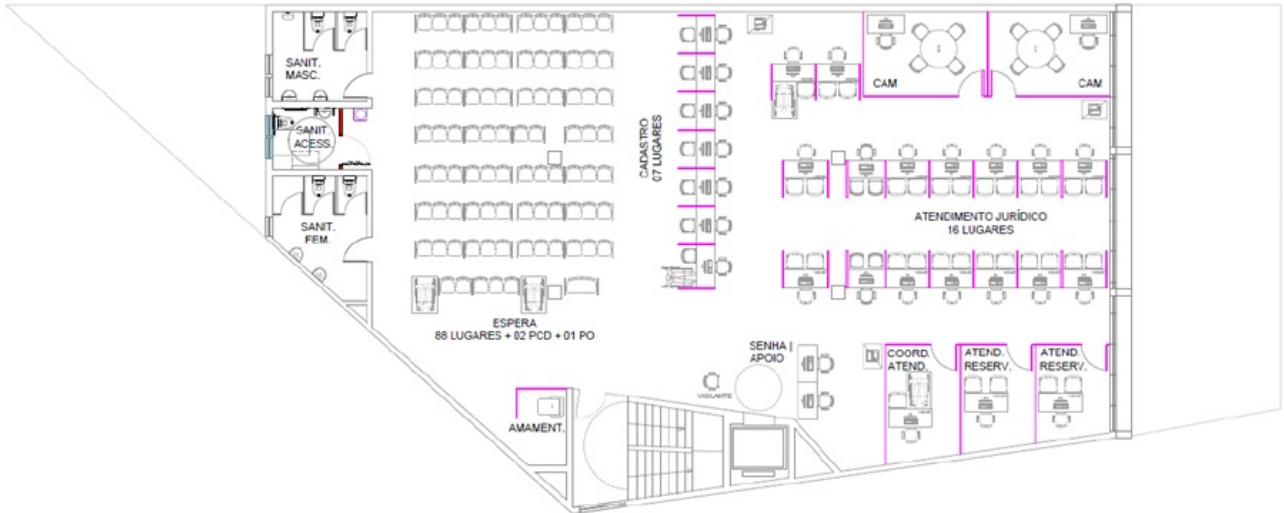 SANIT.
MASC.
CAM
CAM
SANIT.
ACESS.
CADASTRO
07 LUGARES
SANIT.
FEM.
ATENDIMENTO JURÍDICO
16 LUGARES
ESPERA
88 LUGARES + 02 PCD + 01 PO
SENHA |
APOIO
COORD.
ATEND.
ATEND.
RESERV.
ATEND.
RESERV.
VIGILANTE
AMAMENT.